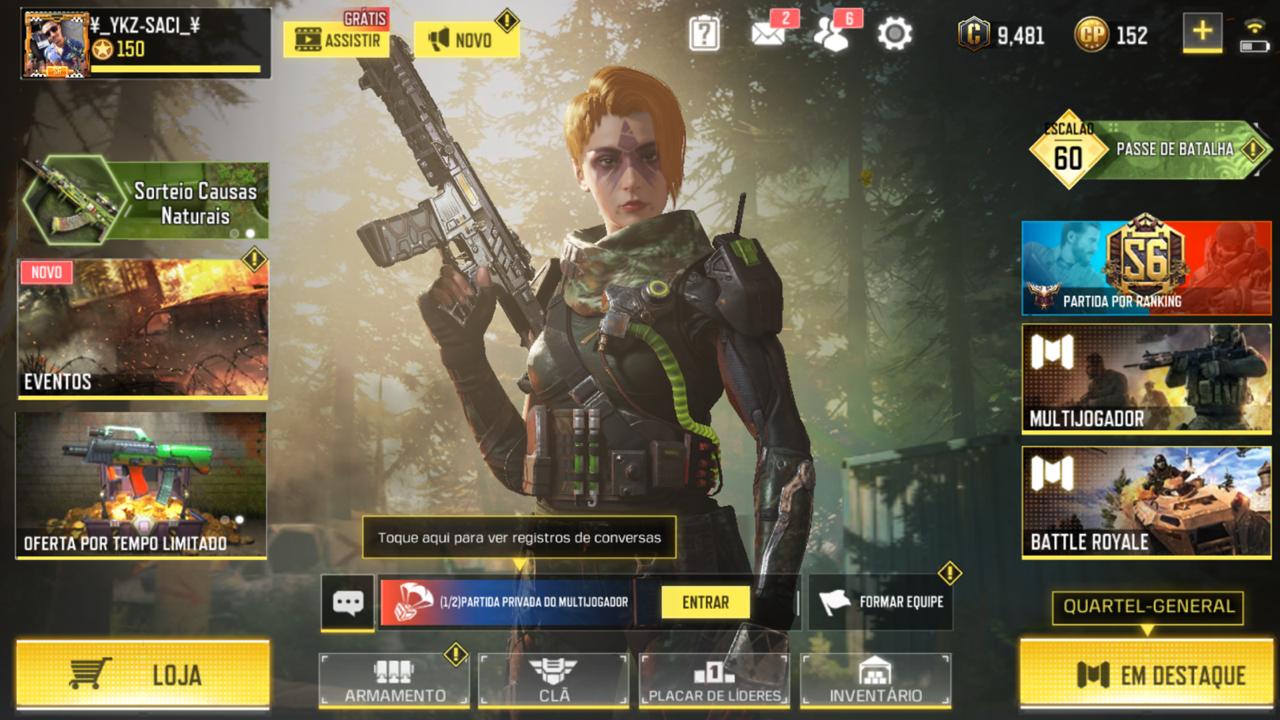 ¥_YKZ-SACI_¥
150
GRÁTIS
ASSISTIR
NOVO
2
6
9,481
CP
152
ESCALÃO
60
PASSE DE BATALHA
Sorteio Causas
Naturais
NOVO
EVENTOS
OFERTA POR TEMPO LIMITADO
S6
PARTIDA POR RANKING
MULTIJOGADOR
BATTLE ROYALE
Toque aqui para ver registros de conversas
(1/2)PARTIDA PRIVADA DO MULTIJOGADOR
ENTRAR
FORMAR EQUIPE
QUARTEL-GENERAL
LOJA
ARMAMENTO
CLÃ
1
PLACAR DE LÍDERES
INVENTÁRIO
EM DESTAQUE